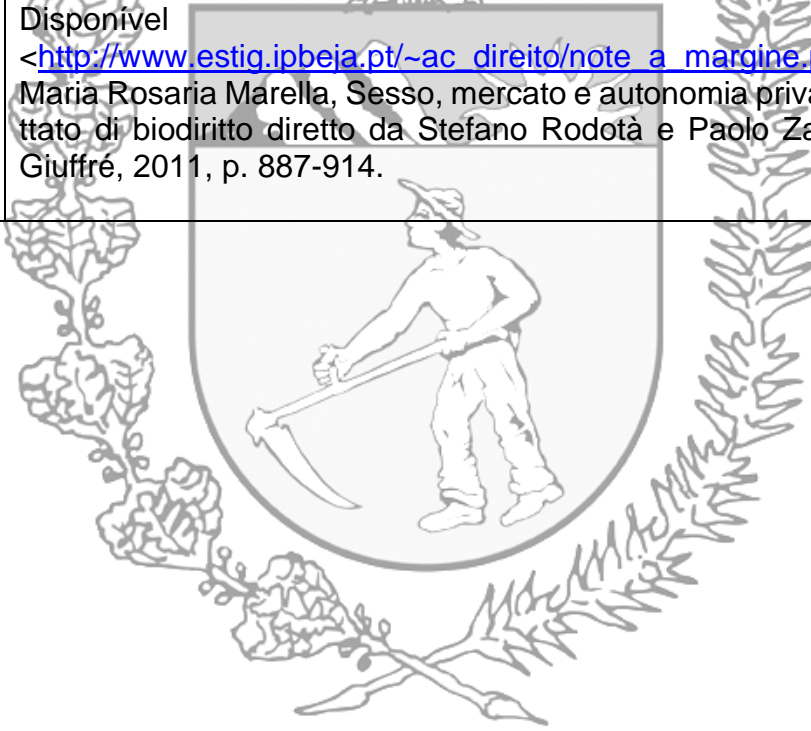 Disponível
<http://www.estig.ipbeja.pt/~ac_direito/note_a_margine.
Maria Rosaria Marella, Sesso, mercato e autonomia priva
ttato di biodiritto diretto da Stefano Rodotà e Paolo Za
Giuffré, 2011, p. 887-914.